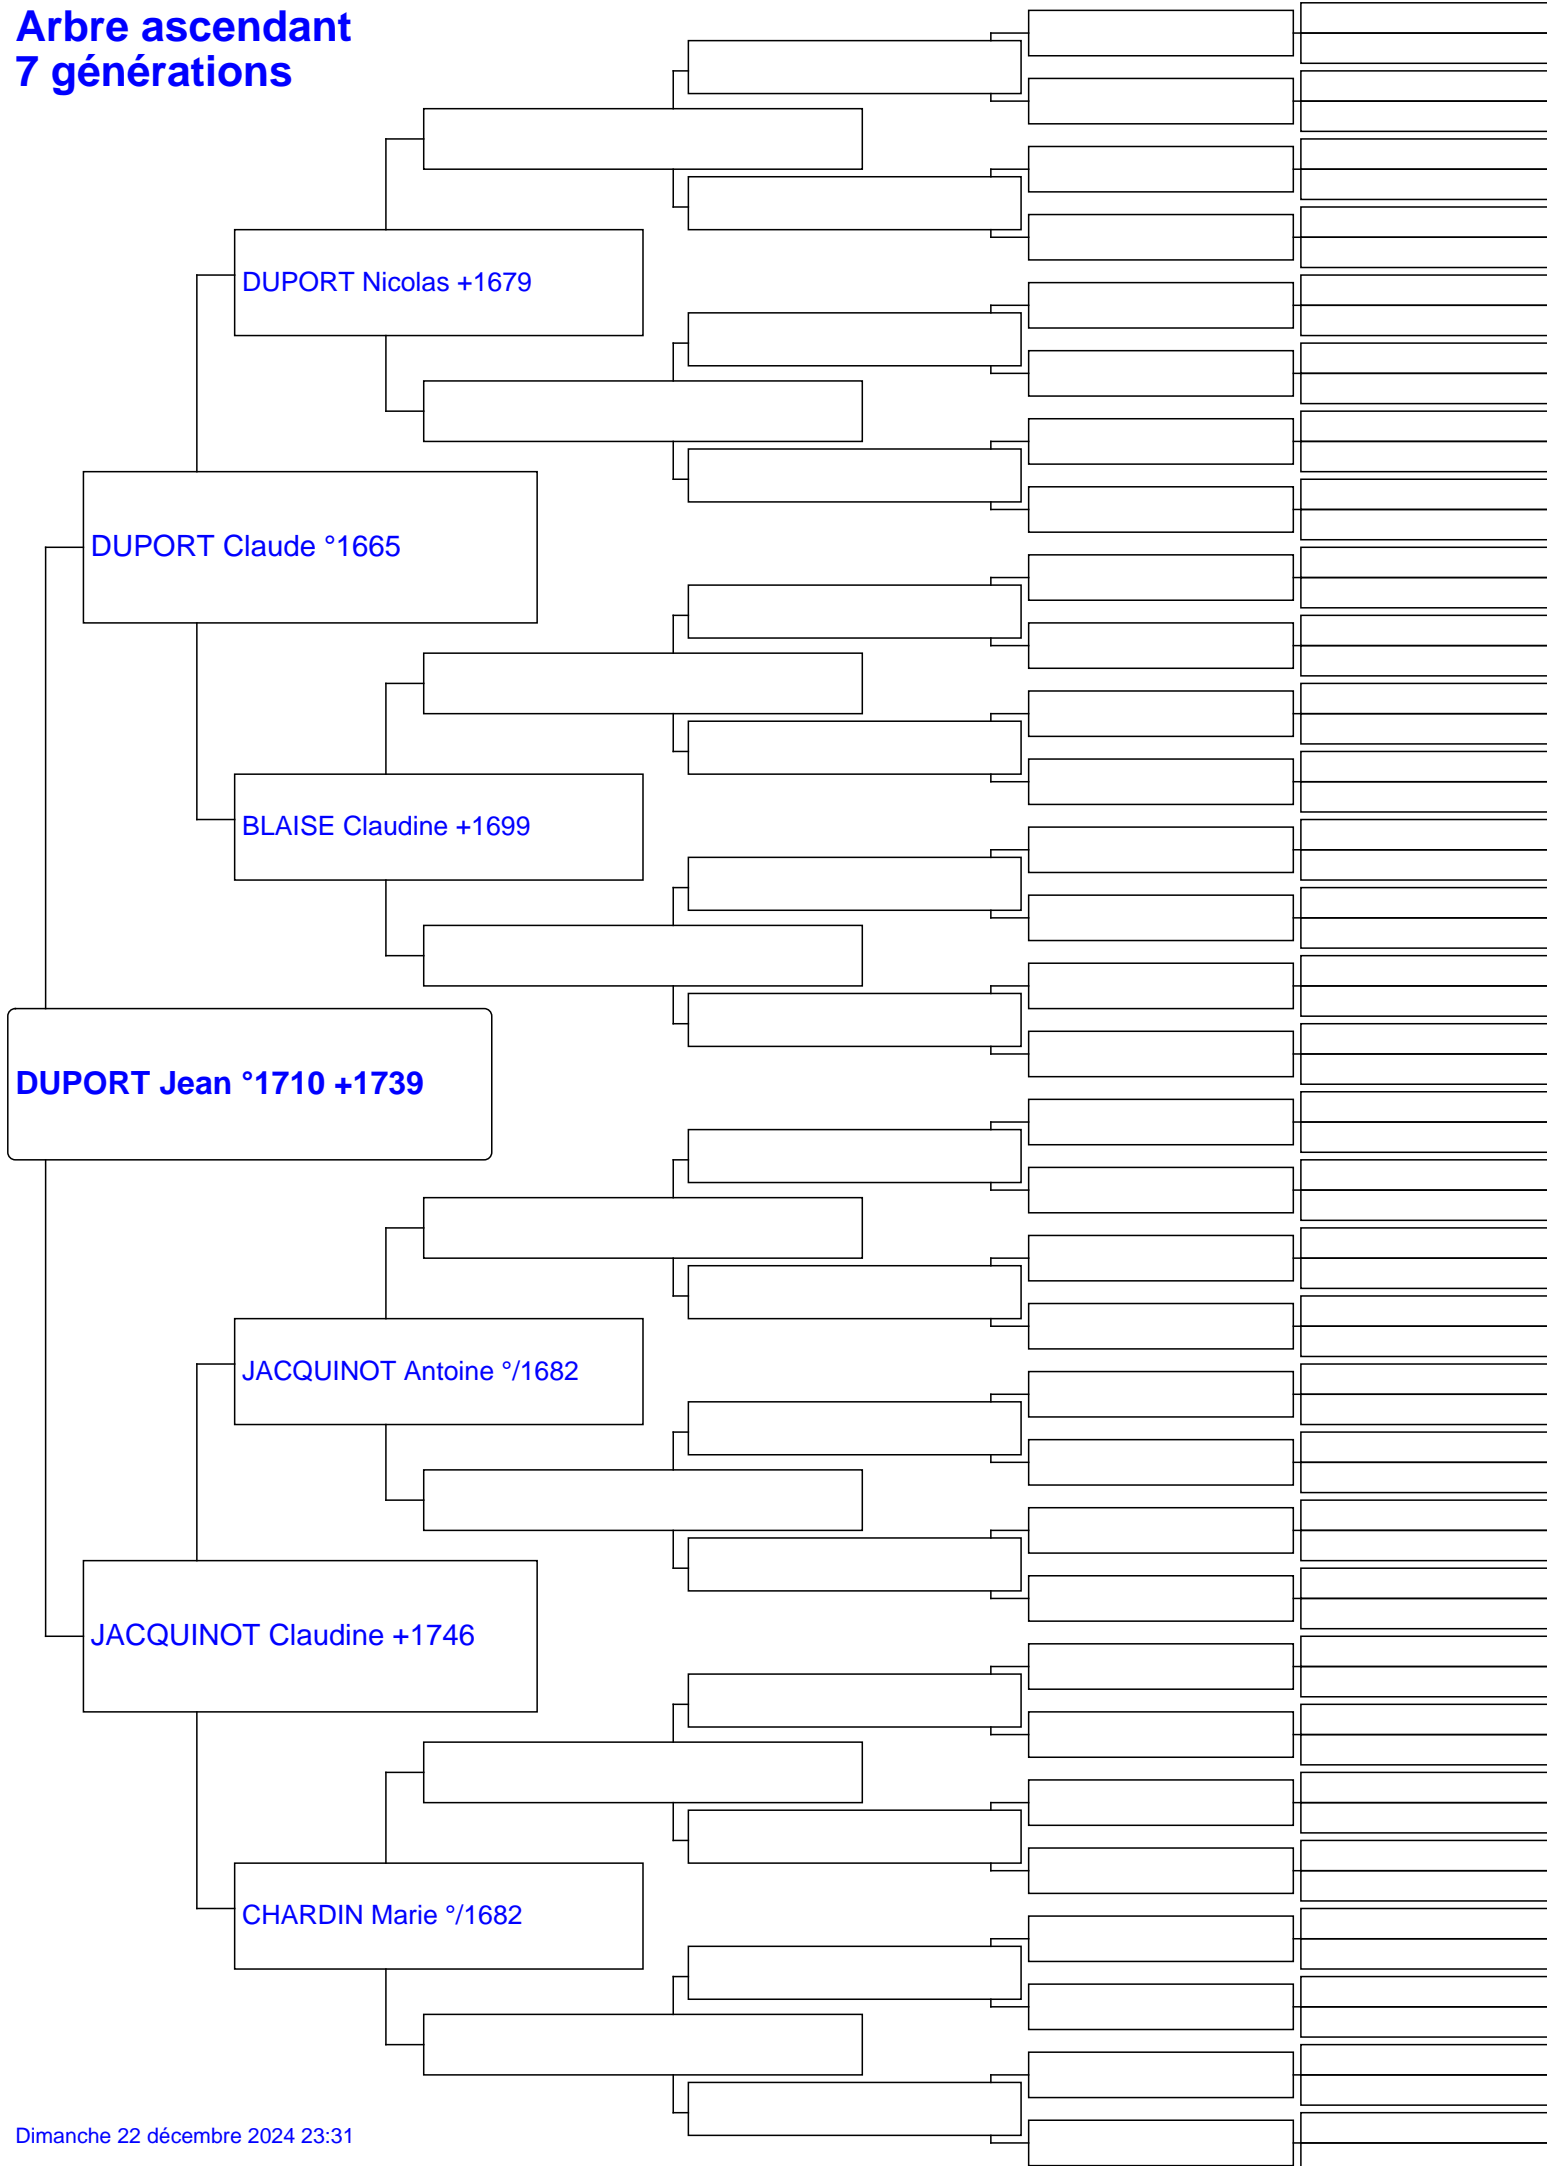 Arbre ascendant
7 générations
DUPORT Nicolas +1679
DUPORT Claude °1665
BLAISE Claudine +1699
DUPORT Jean °1710 +1739
JACQUINOT Antoine °/1682
JACQUINOT Claudine +1746
CHARDIN Marie °/1682
Dimanche 22 décembre 2024 23:31